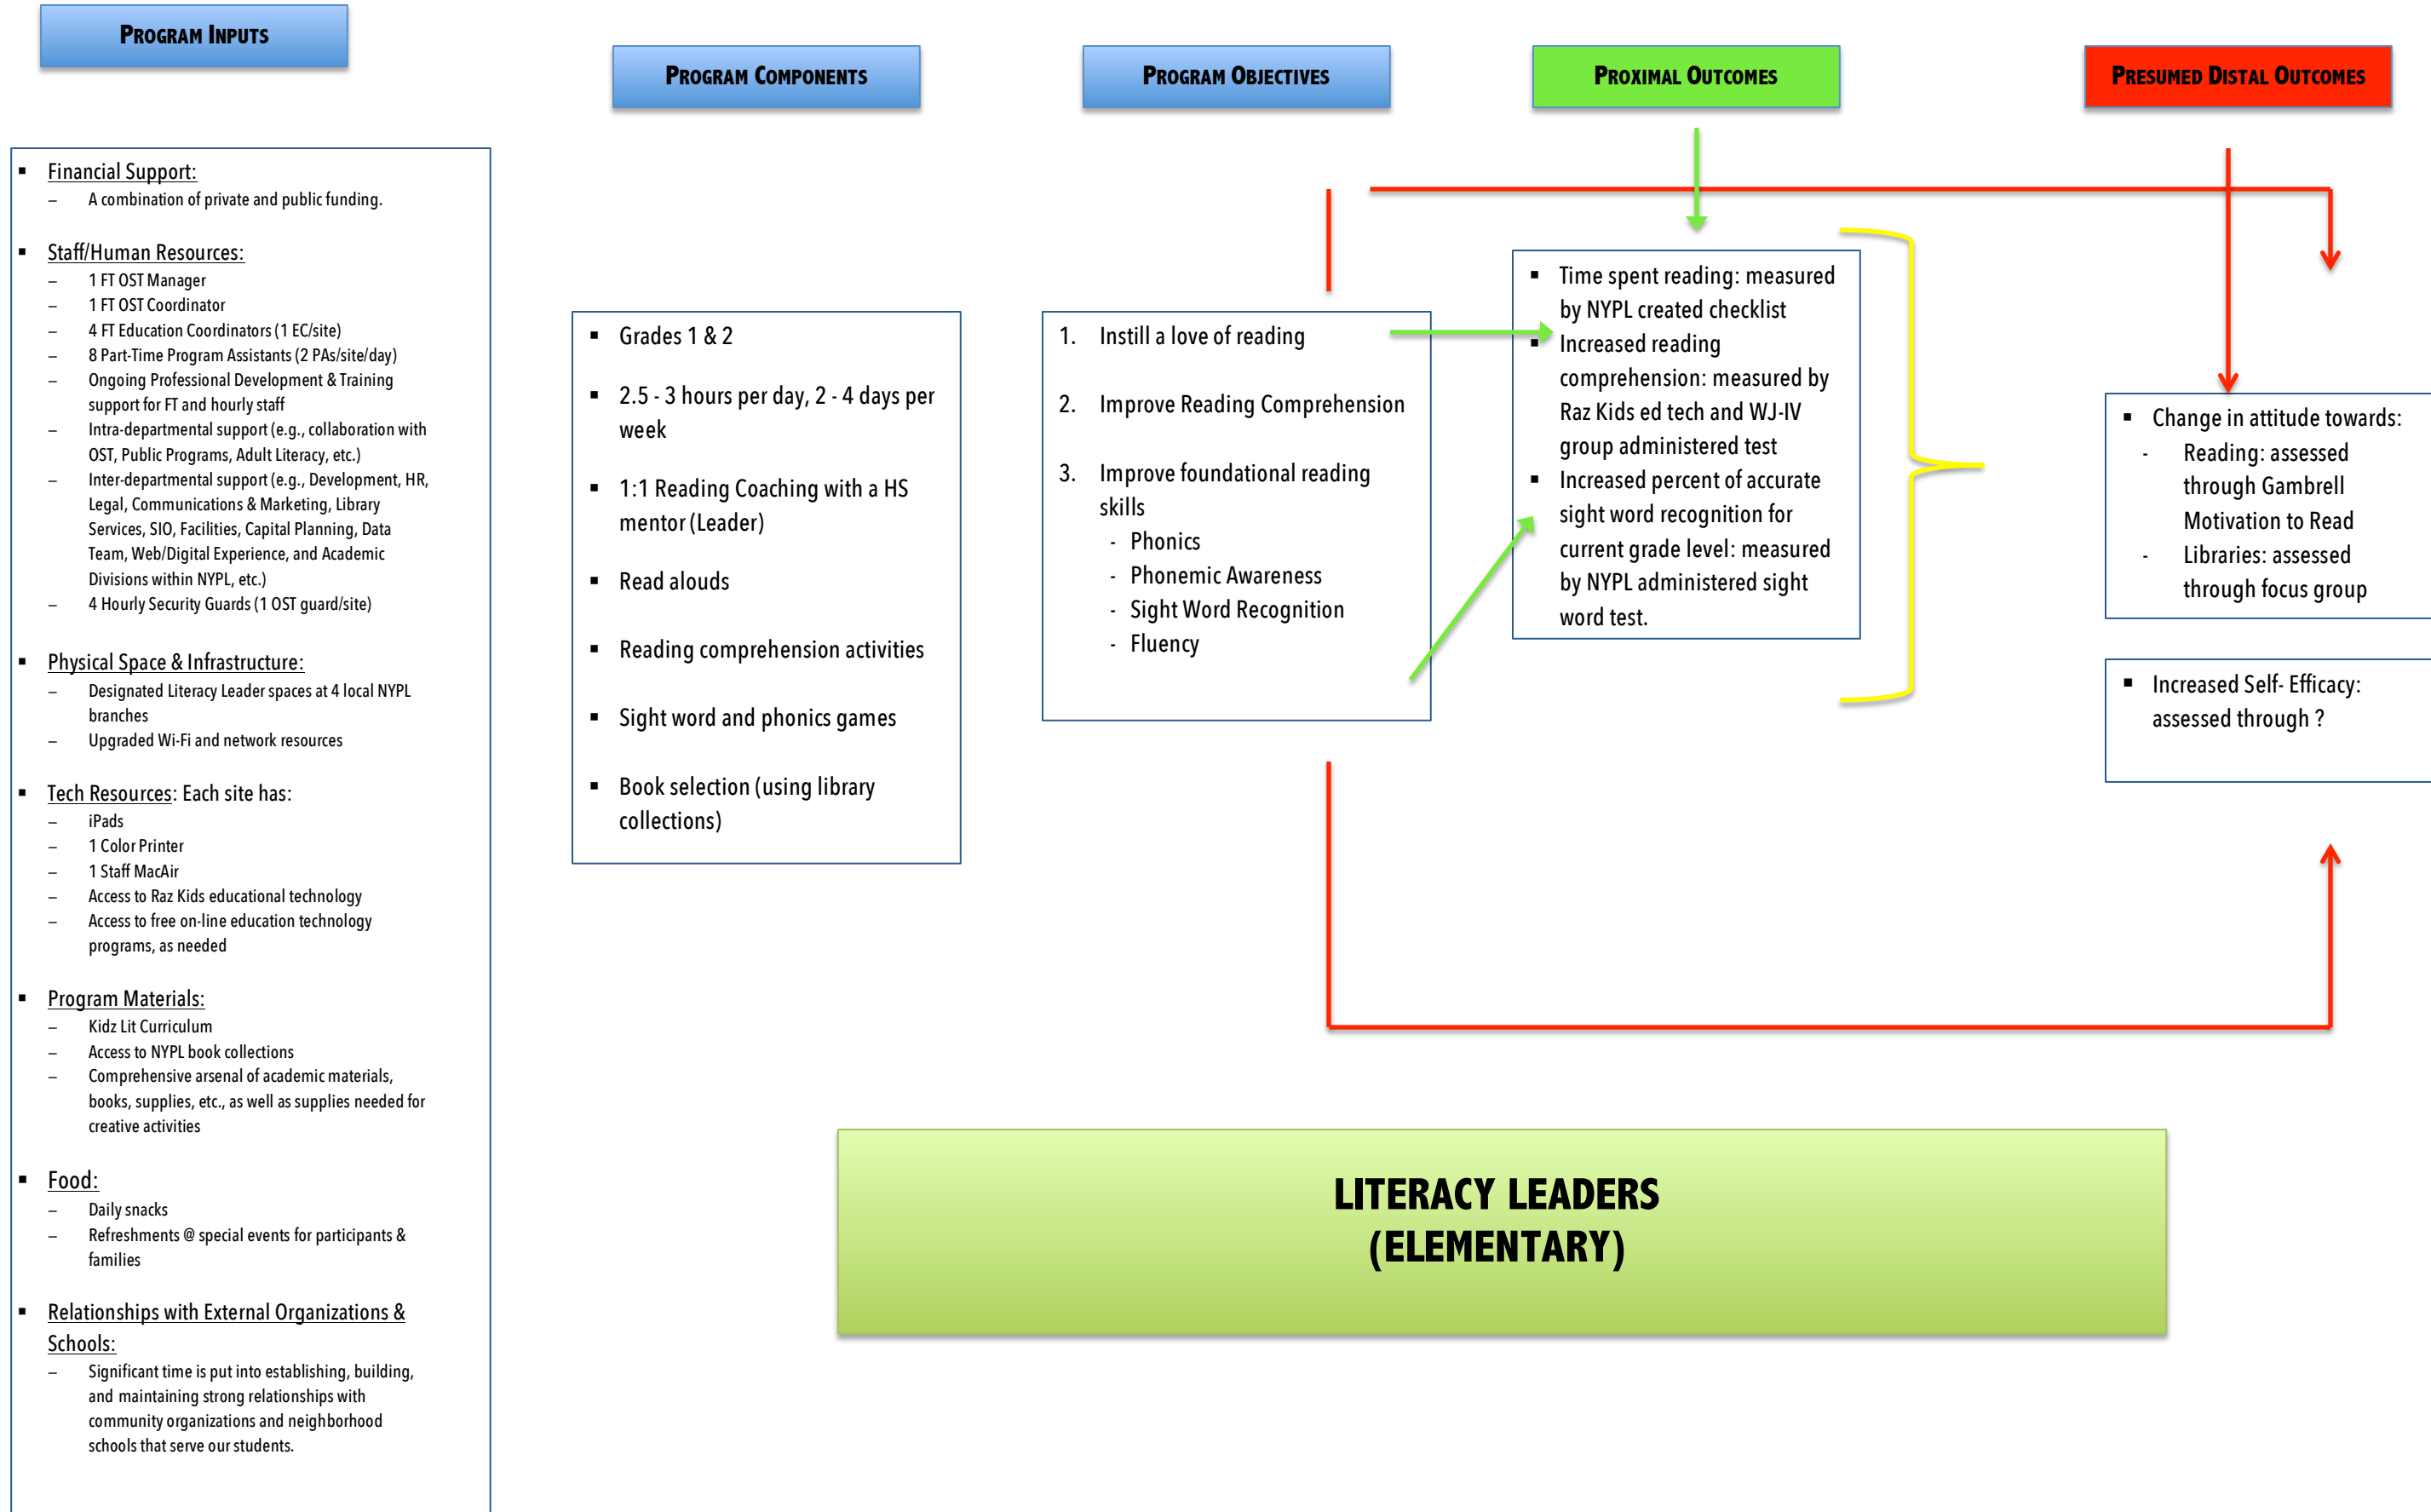 PROGRAM INPUTS
PROGRAM COMPONENTS
PROGRAM OBJECTIVES
PROXIMAL OUTCOMES
PRESUMED DISTAL OUTCOMES
▪ Financial Support:
– A combination of private and public funding.
▪ Staff/Human Resources:
– 1 FT OST Manager
– 1 FT OST Coordinator
– 4 FT Education Coordinators (1 EC/site)
– 8 Part-Time Program Assistants (2 PAs/site/day)
– Ongoing Professional Development & Training
support for FT and hourly staff
– Intra-departmental support (e.g., collaboration with
OST, Public Programs, Adult Literacy, etc.)
– Inter-departmental support (e.g., Development, HR,
Legal, Communications & Marketing, Library
Services, SIO, Facilities, Capital Planning, Data
Team, Web/Digital Experience, and Academic
Divisions within NYPL, etc.)
– 4 Hourly Security Guards (1 OST guard/site)
▪ Physical Space & Infrastructure:
– Designated Literacy Leader spaces at 4 local NYPL
branches
– Upgraded Wi-Fi and network resources
▪ Tech Resources: Each site has:
– iPads
– 1 Color Printer
– 1 Staff MacAir
– Access to Raz Kids educational technology
– Access to free on-line education technology
programs, as needed
▪ Program Materials:
– Kidz Lit Curriculum
– Access to NYPL book collections
– Comprehensive arsenal of academic materials,
books, supplies, etc., as well as supplies needed for
creative activities
▪ Food:
– Daily snacks
– Refreshments @ special events for participants &
families
▪ Relationships with External Organizations &
Schools:
– Significant time is put into establishing, building,
and maintaining strong relationships with
community organizations and neighborhood
schools that serve our students.
▪ Grades 1 & 2
▪ 2.5 - 3 hours per day, 2 - 4 days per
week
▪ 1:1 Reading Coaching with a HS
mentor (Leader)
▪ Read alouds
▪ Reading comprehension activities
▪ Sight word and phonics games
▪ Book selection (using library
collections)
1. Instill a love of reading
2. Improve Reading Comprehension
3. Improve foundational reading
skills
- Phonics
- Phonemic Awareness
- Sight Word Recognition
- Fluency
▪ Time spent reading: measured
by NYPL created checklist
▪ Increased reading
comprehension: measured by
Raz Kids ed tech and WJ-IV
group administered test
▪ Increased percent of accurate
sight word recognition for
current grade level: measured
by NYPL administered sight
word test.
▪ Change in attitude towards:
- Reading: assessed
through Gambrell
Motivation to Read
- Libraries: assessed
through focus group
▪ Increased Self- Efficacy:
assessed through ?
LITERACY LEADERS
(ELEMENTARY)